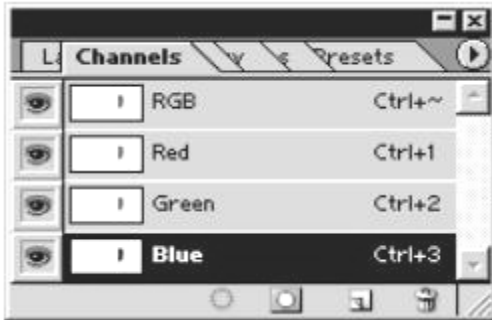 Channels Presets
RGB Ctrl+~
Red Ctrl+1
Green Ctrl+2
Blue Ctrl+3